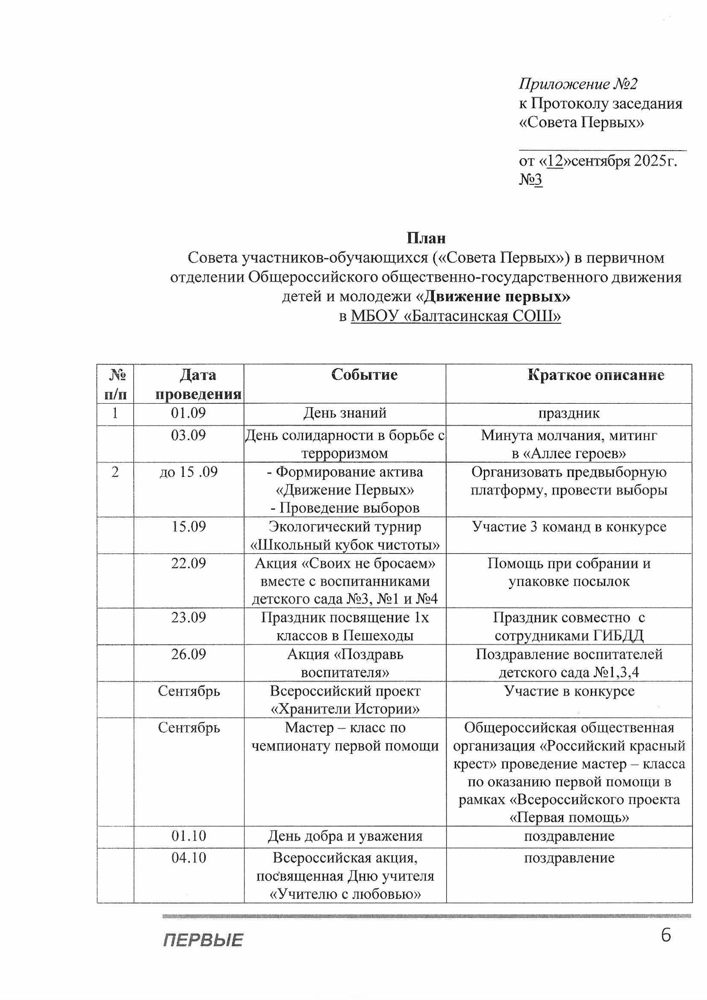 Приложение №2
к Протоколу заседания
«Совета Первых»
от «12»сентября 2025г.
№3
План
Совета участников-обучающихся («Совета Первых») в первичном
отделении Общероссийского общественно-государственного движения
детей и молодежи «Движение первых»
в МБОУ «Балтасинская СОШ»
№ п/п Дата проведения Событие Краткое описание
1 01.09 День знаний праздник
03.09 День солидарности в борьбе с Минута молчания, митинг
терроризмом в «Аллее героев»
2 до 15 .09 - Формирование актива Организовать предвыборную
«Движение Первых» платформу, провести выборы
- Проведение выборов
15.09 Экологический турнир Участие 3 команд в конкурсе
«Школьный кубок чистоты»
22.09 Акция «Своих не бросаем» Помощь при собрании и
вместе с воспитанниками упаковке посылок
детского сада №3, №1 и №4
23.09 Праздник посвящение 1х Праздник совместно с
классов в Пешеходы сотрудниками ГИБДД
26.09 Акция «Поздравь Поздравление воспитателей
воспитателя» детского сада №1,3,4
Сентябрь Всероссийский проект Участие в конкурсе
«Хранители Истории»
Сентябрь Мастер – класс по Общероссийская общественная
чемпионату первой помощи организация «Российский красный
крест» проведение мастер – класса
по оказанию первой помощи в
рамках «Всероссийского проекта
«Первая помощь»
01.10 День добра и уважения поздравление
04.10 Всероссийская акция, поздравление
посвященная Дню учителя
«Учителю с любовью»
ПЕРВЫЕ 6